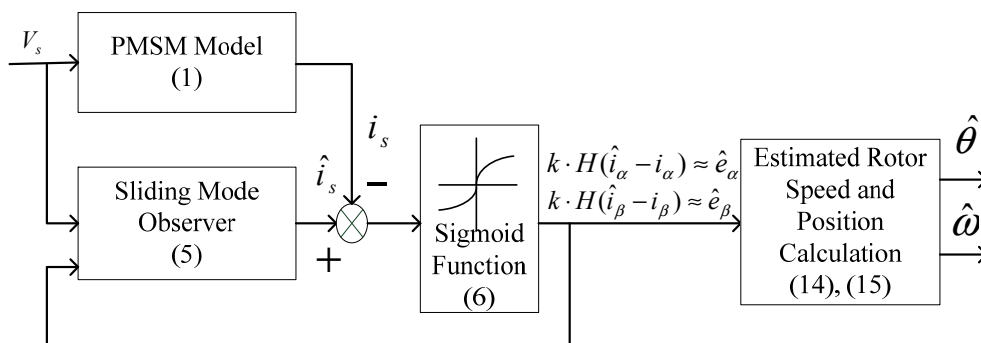 V_s
PMSM Model
(1)
i_s
Sliding Mode
Observer
(5)
î_s
−
+
Sigmoid
Function
(6)
k · H(î_α − i_α) ≈ ê_α
k · H(î_β − i_β) ≈ ê_β
Estimated Rotor
Speed and
Position
Calculation
(14), (15)
θ̂
ω̂